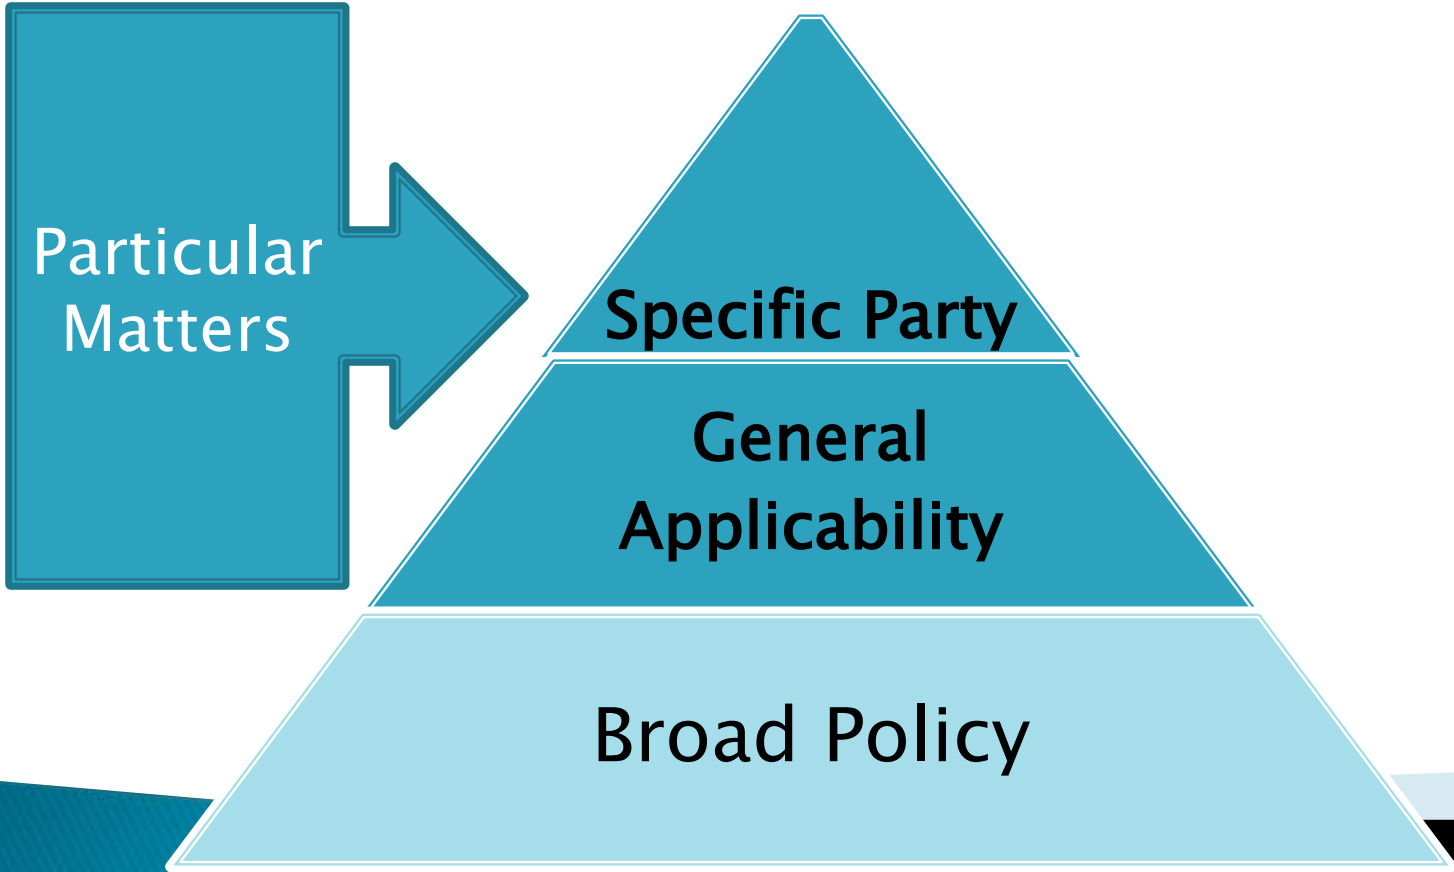 Particular
Matters
Specific Party
General
Applicability
Broad Policy